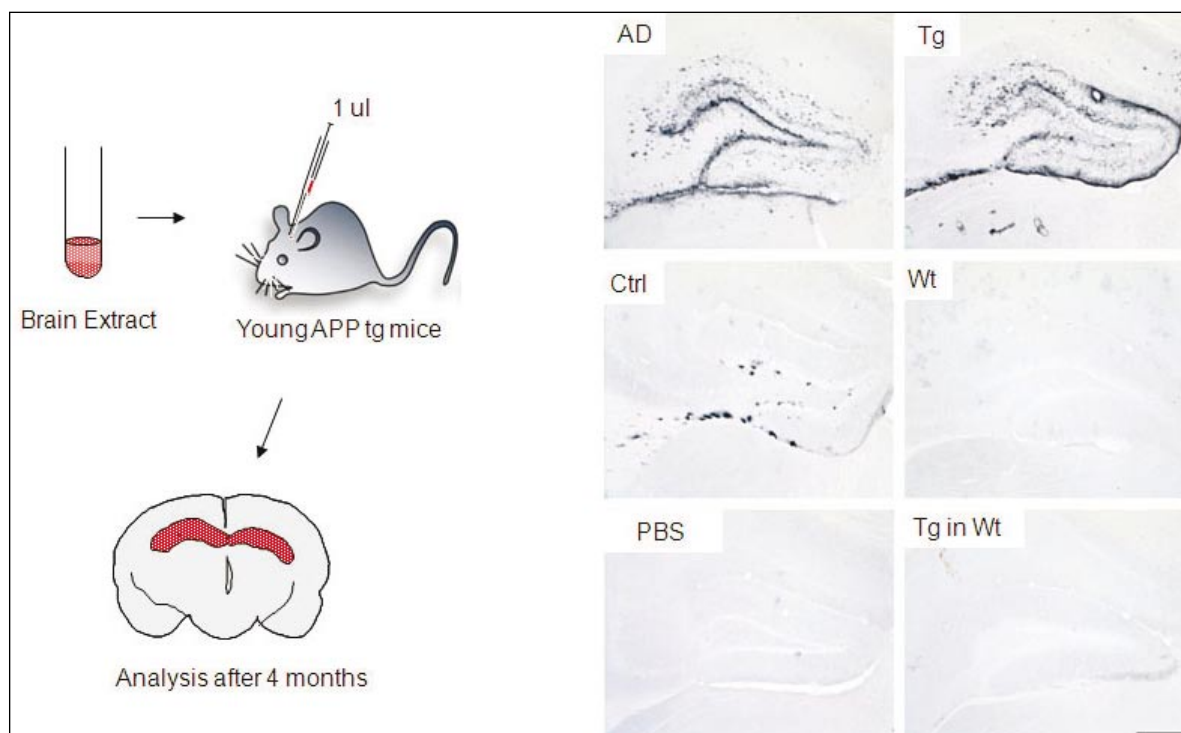 1 ul
Brain Extract
Young APP tg mice
Analysis after 4 months
AD
Tg
Ctrl
Wt
PBS
Tg in Wt